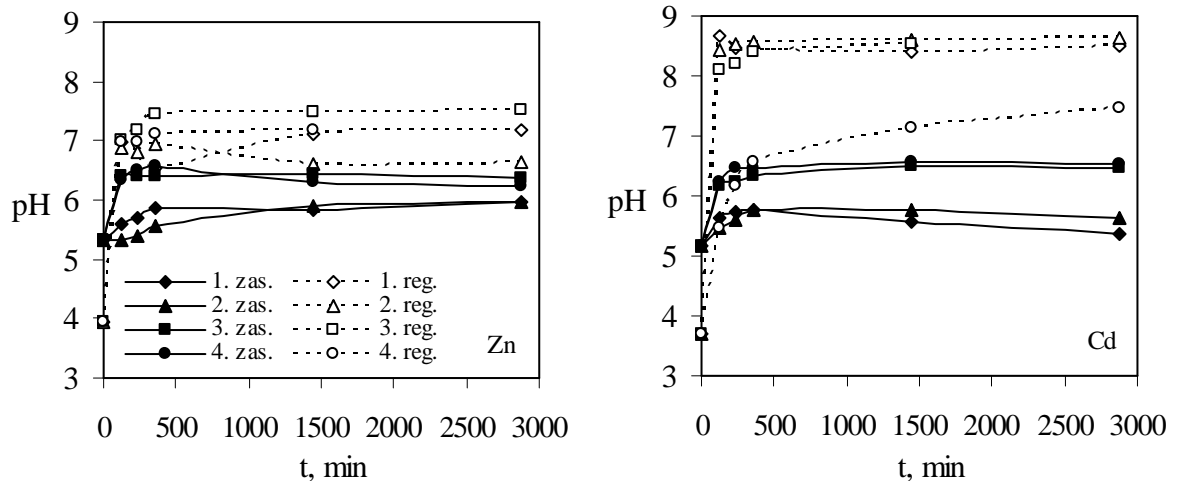 9
8
7
pH 6
5
4
3
0 500 1000 1500 2000 2500 3000
t, min
1. zas. 1. reg.
2. zas. 2. reg.
3. zas. 3. reg.
4. zas. 4. reg.
Zn
9
8
7
pH 6
5
4
3
0 500 1000 1500 2000 2500 3000
t, min
Cd